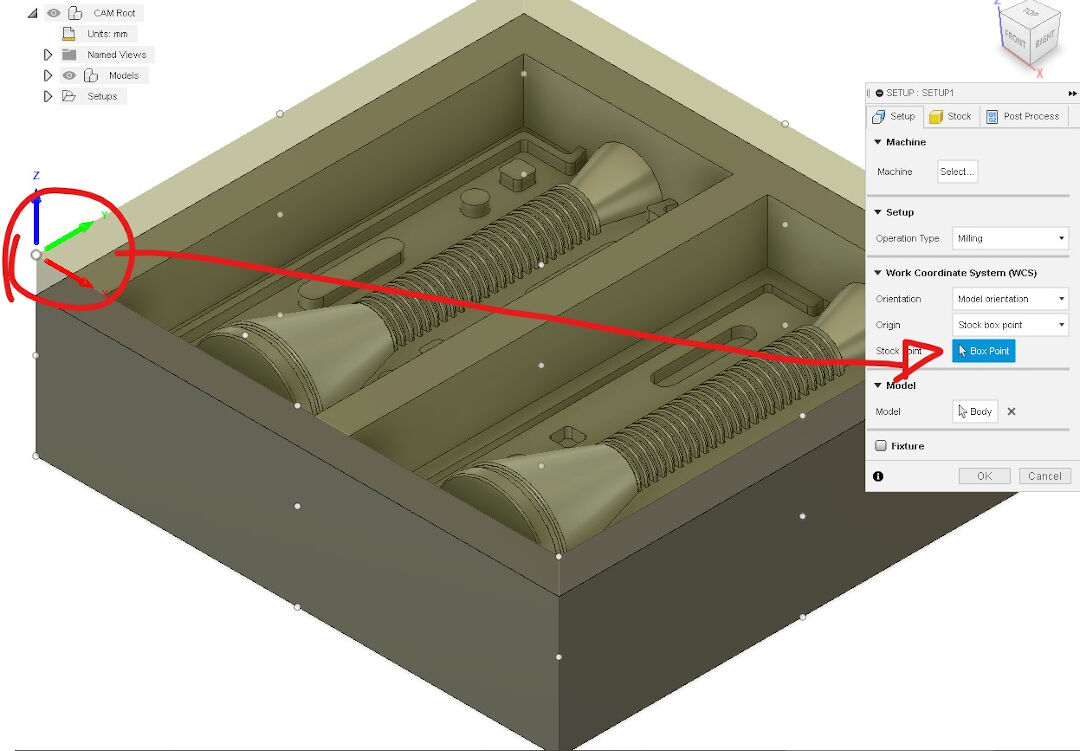 CAM Root
Units: mm
Named Views
Models
Setups
Z
Y
X
Z
TOP
FRONT
RIGHT
X
SETUP : SETUP1
Setup
Stock
Post Process
Machine
Machine
Select...
Setup
Operation Type
Milling
Work Coordinate System (WCS)
Orientation
Model orientation
Origin
Stock box point
Stock
Box Point
Model
Model
Body
Fixture
OK
Cancel